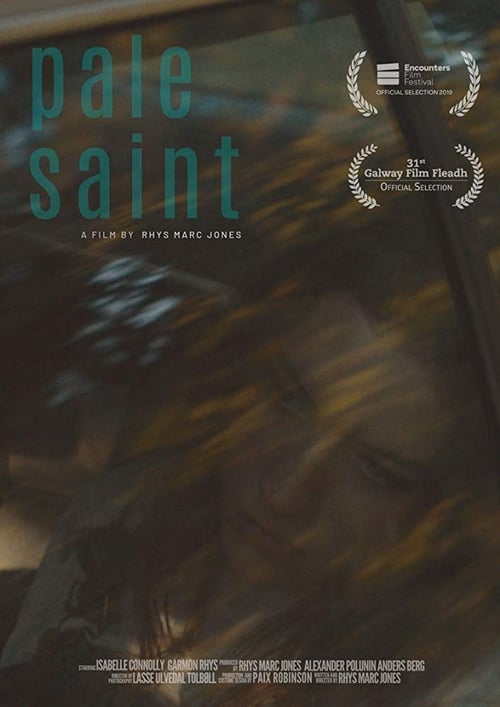 pale
saint
A FILM BY RHYS MARC JONES
Encounters
Film
Festival
OFFICIAL SELECTION 2019
31st
Galway Film Fleadh
OFFICIAL SELECTION
STARRING ISABELLE CONNOLLY GARMON RHYS PRODUCED BY RHYS MARC JONES ALEXANDER POLUNIN ANDERS BERG
DIRECTOR OF PHOTOGRAPHY LASSE ULVEDAL TOLBØLL PRODUCTION AND COSTUME DESIGN BY PAIX ROBINSON WRITTEN AND DIRECTED BY RHYS MARC JONES